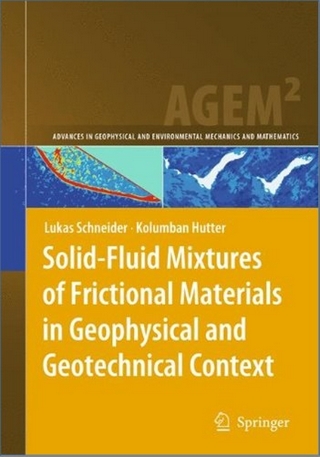 AGEM²
ADVANCES IN GEOPHYSICAL AND ENVIRONMENTAL MECHANICS AND MATHEMATICS
Lukas Schneider · Kolumban Hutter
Solid-Fluid Mixtures
of Frictional Materials
in Geophysical and
Geotechnical Context
Springer